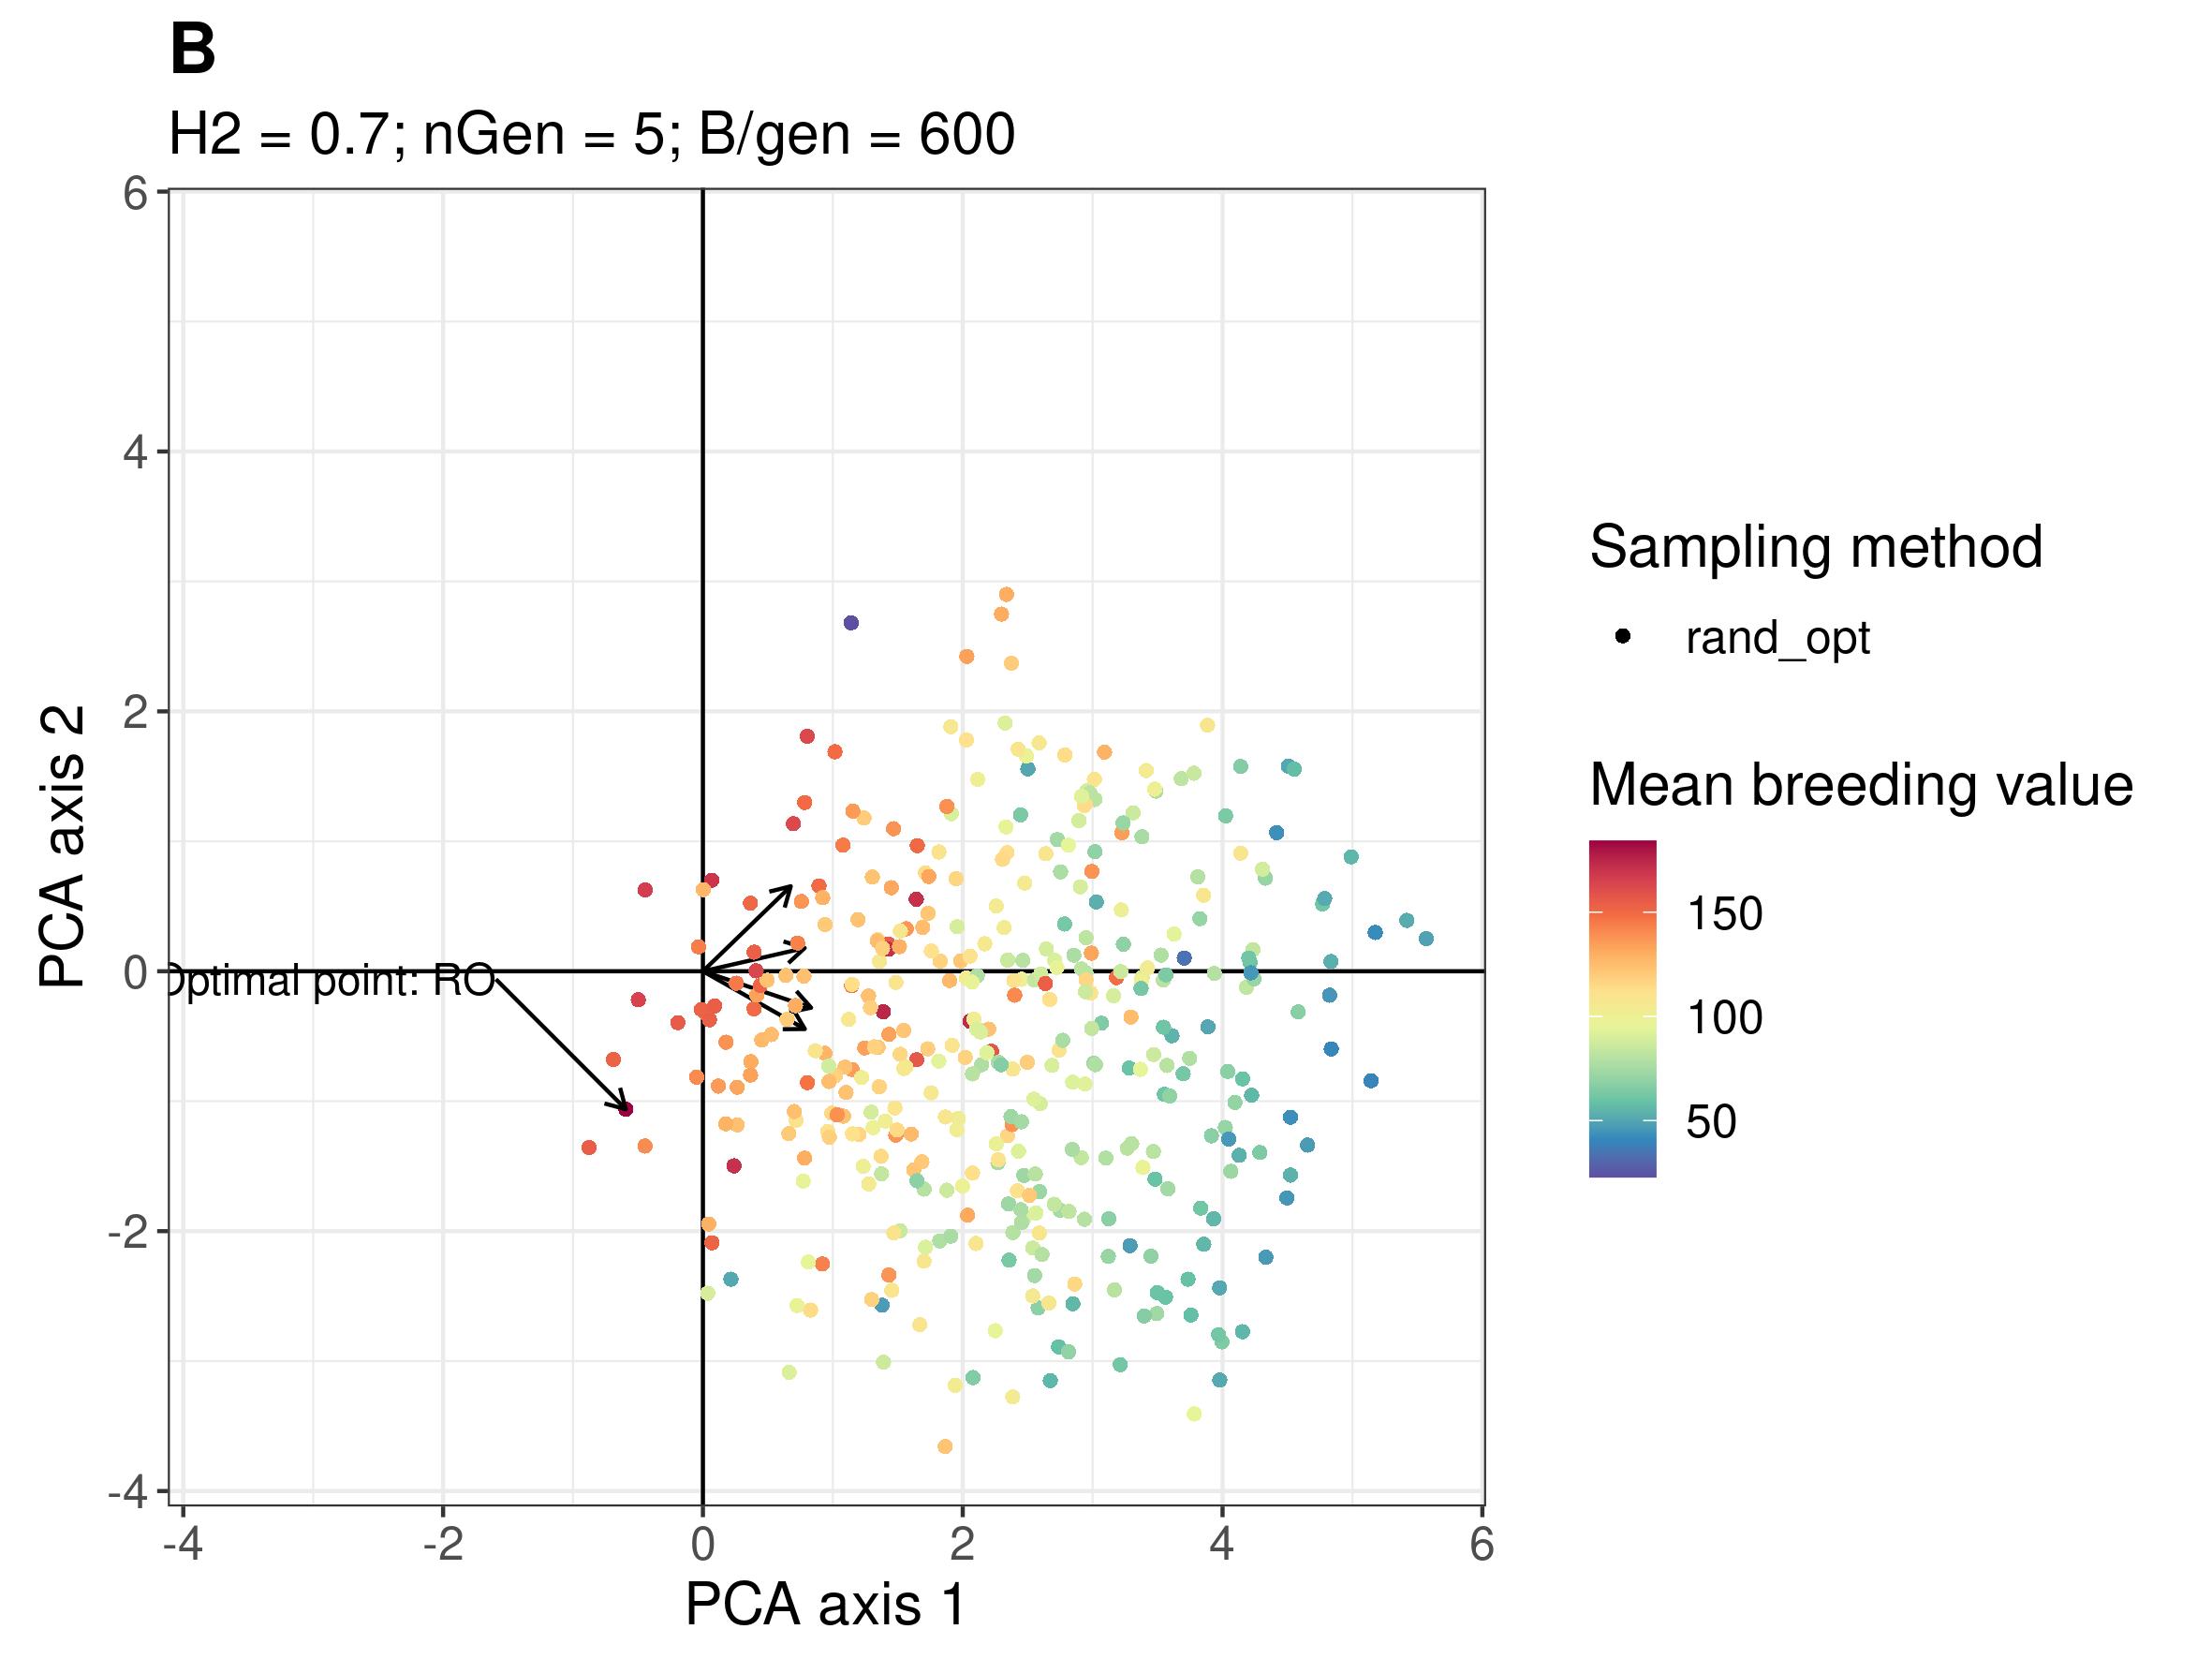 B
H2 = 0.7; nGen = 5; B/gen = 600
6
4
2
0
-2
-4
PCA axis 2
Optimal point: RO
-4
-2
0
2
4
6
PCA axis 1
Sampling method
rand_opt
Mean breeding value
150
100
50